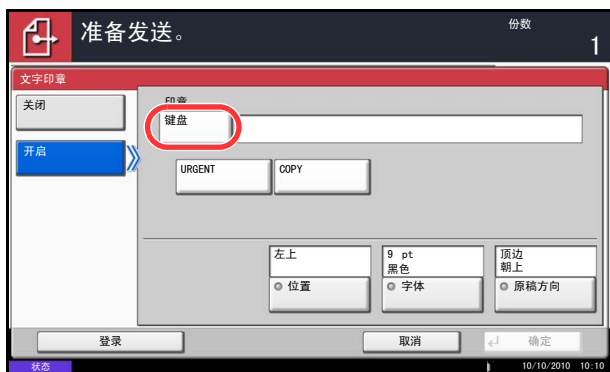 准备发送。
份数
1
文字印章
关闭
印章
键盘
开启
URGENT
COPY
左上
9 pt
黑色
顶边
朝上
位置
字体
原稿方向
登录
取消
确定
状态
10/10/2010 10:10